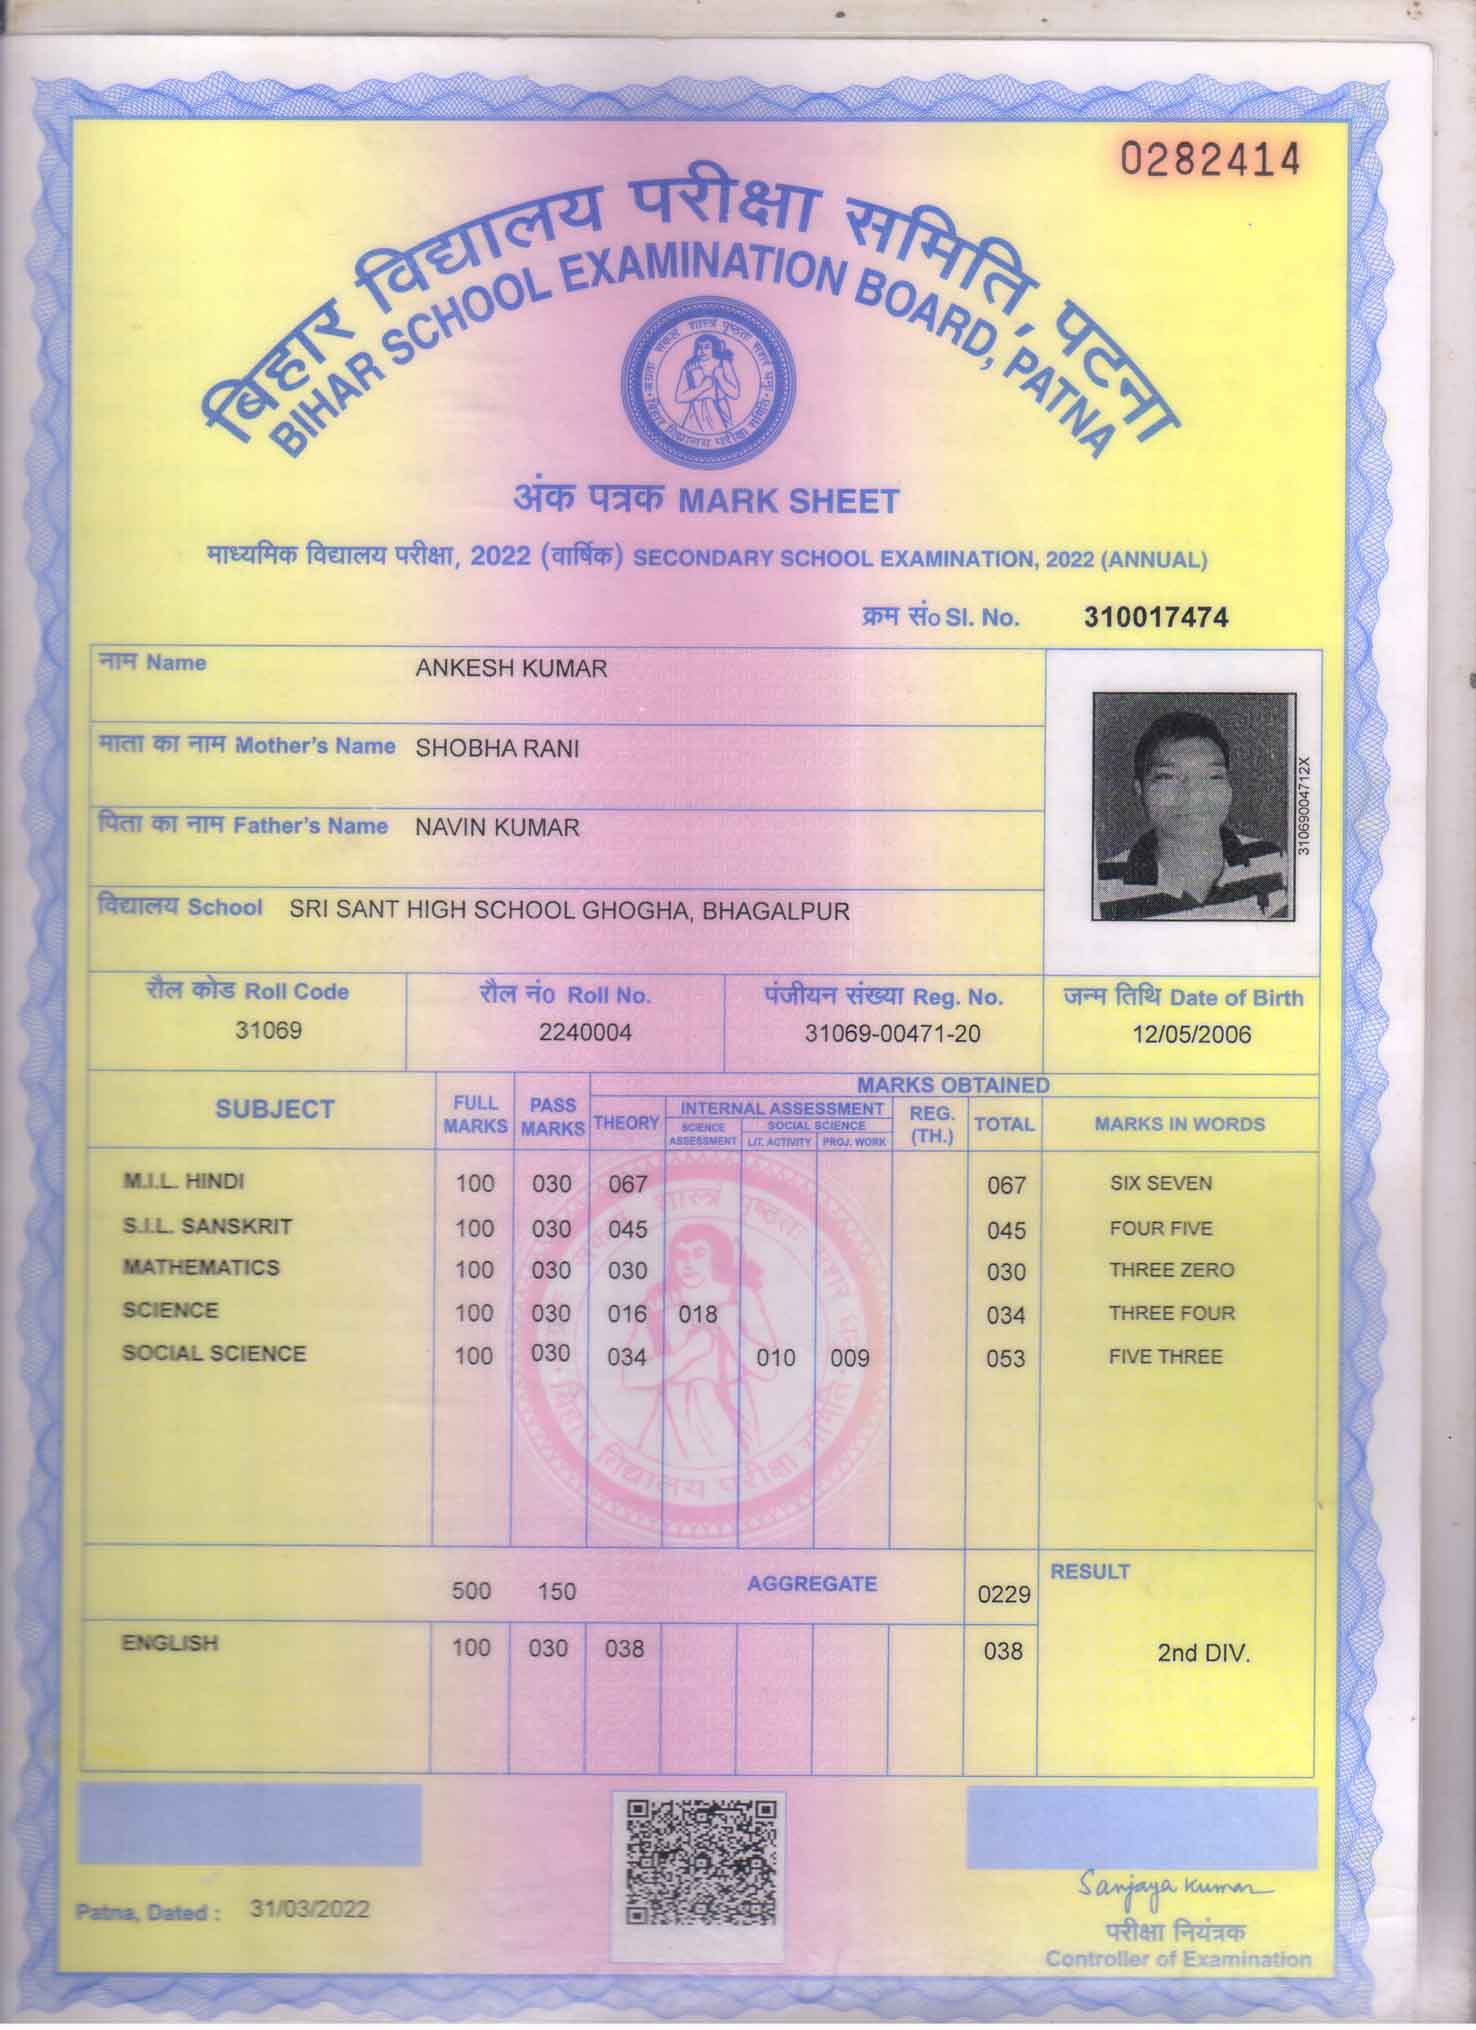 0282414
बिहार विद्यालय परीक्षा समिति, पटना
BIHAR SCHOOL EXAMINATION BOARD, PATNA
बिहार विद्यालय परीक्षा समिति
अंक पत्रक MARK SHEET
माध्यमिक विद्यालय परीक्षा, 2022 (वार्षिक) SECONDARY SCHOOL EXAMINATION, 2022 (ANNUAL)
क्रम सं० Sl. No. 310017474
नाम Name ANKESH KUMAR
माता का नाम Mother's Name SHOBHA RANI
पिता का नाम Father's Name NAVIN KUMAR
विद्यालय School SRI SANT HIGH SCHOOL GHOGHA, BHAGALPUR
31069004712X
रौल कोड Roll Code रौल नं0 Roll No. पंजीयन संख्या Reg. No. जन्म तिथि Date of Birth
31069 2240004 31069-00471-20 12/05/2006
MARKS OBTAINED
SUBJECT FULL MARKS PASS MARKS THEORY INTERNAL ASSESSMENT REG. (TH.) TOTAL MARKS IN WORDS
SCIENCE ASSESSMENT SOCIAL SCIENCE
LIT. ACTIVITY PROJ. WORK
M.I.L. HINDI 100 030 067 067 SIX SEVEN
S.I.L. SANSKRIT 100 030 045 045 FOUR FIVE
MATHEMATICS 100 030 030 030 THREE ZERO
SCIENCE 100 030 016 018 034 THREE FOUR
SOCIAL SCIENCE 100 030 034 010 009 053 FIVE THREE
बिहार विद्यालय परीक्षा समिति
500 150 AGGREGATE 0229 RESULT
ENGLISH 100 030 038 038 2nd DIV.
Patna, Dated : 31/03/2022
Sanjaya Kumar
परीक्षा नियंत्रक
Controller of Examination